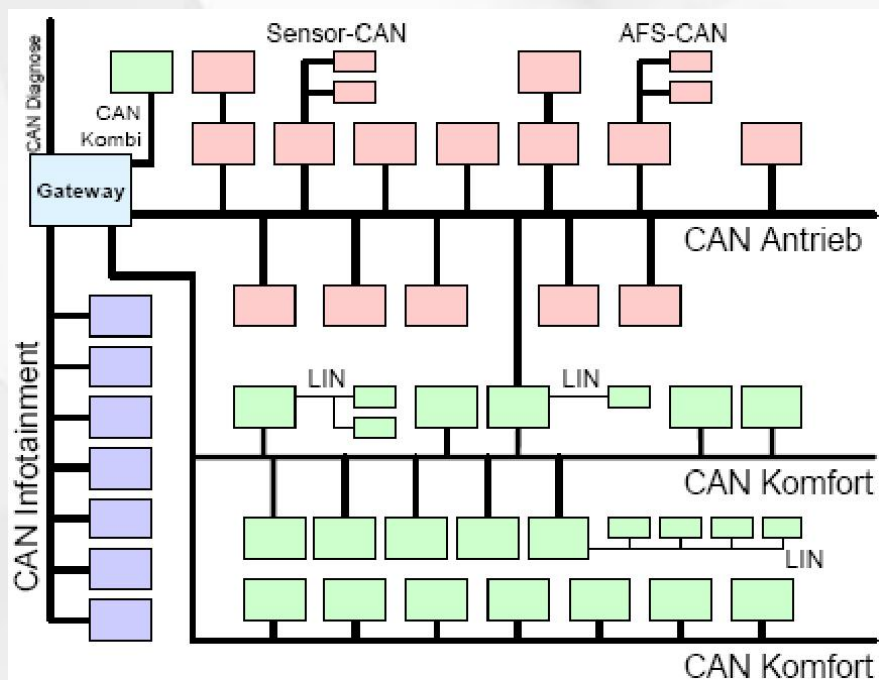 Sensor-CAN
AFS-CAN
CAN Diagnose
CAN
Kombi
Gateway
CAN Antrieb
CAN Infotainment
LIN
LIN
CAN Komfort
LIN
CAN Komfort